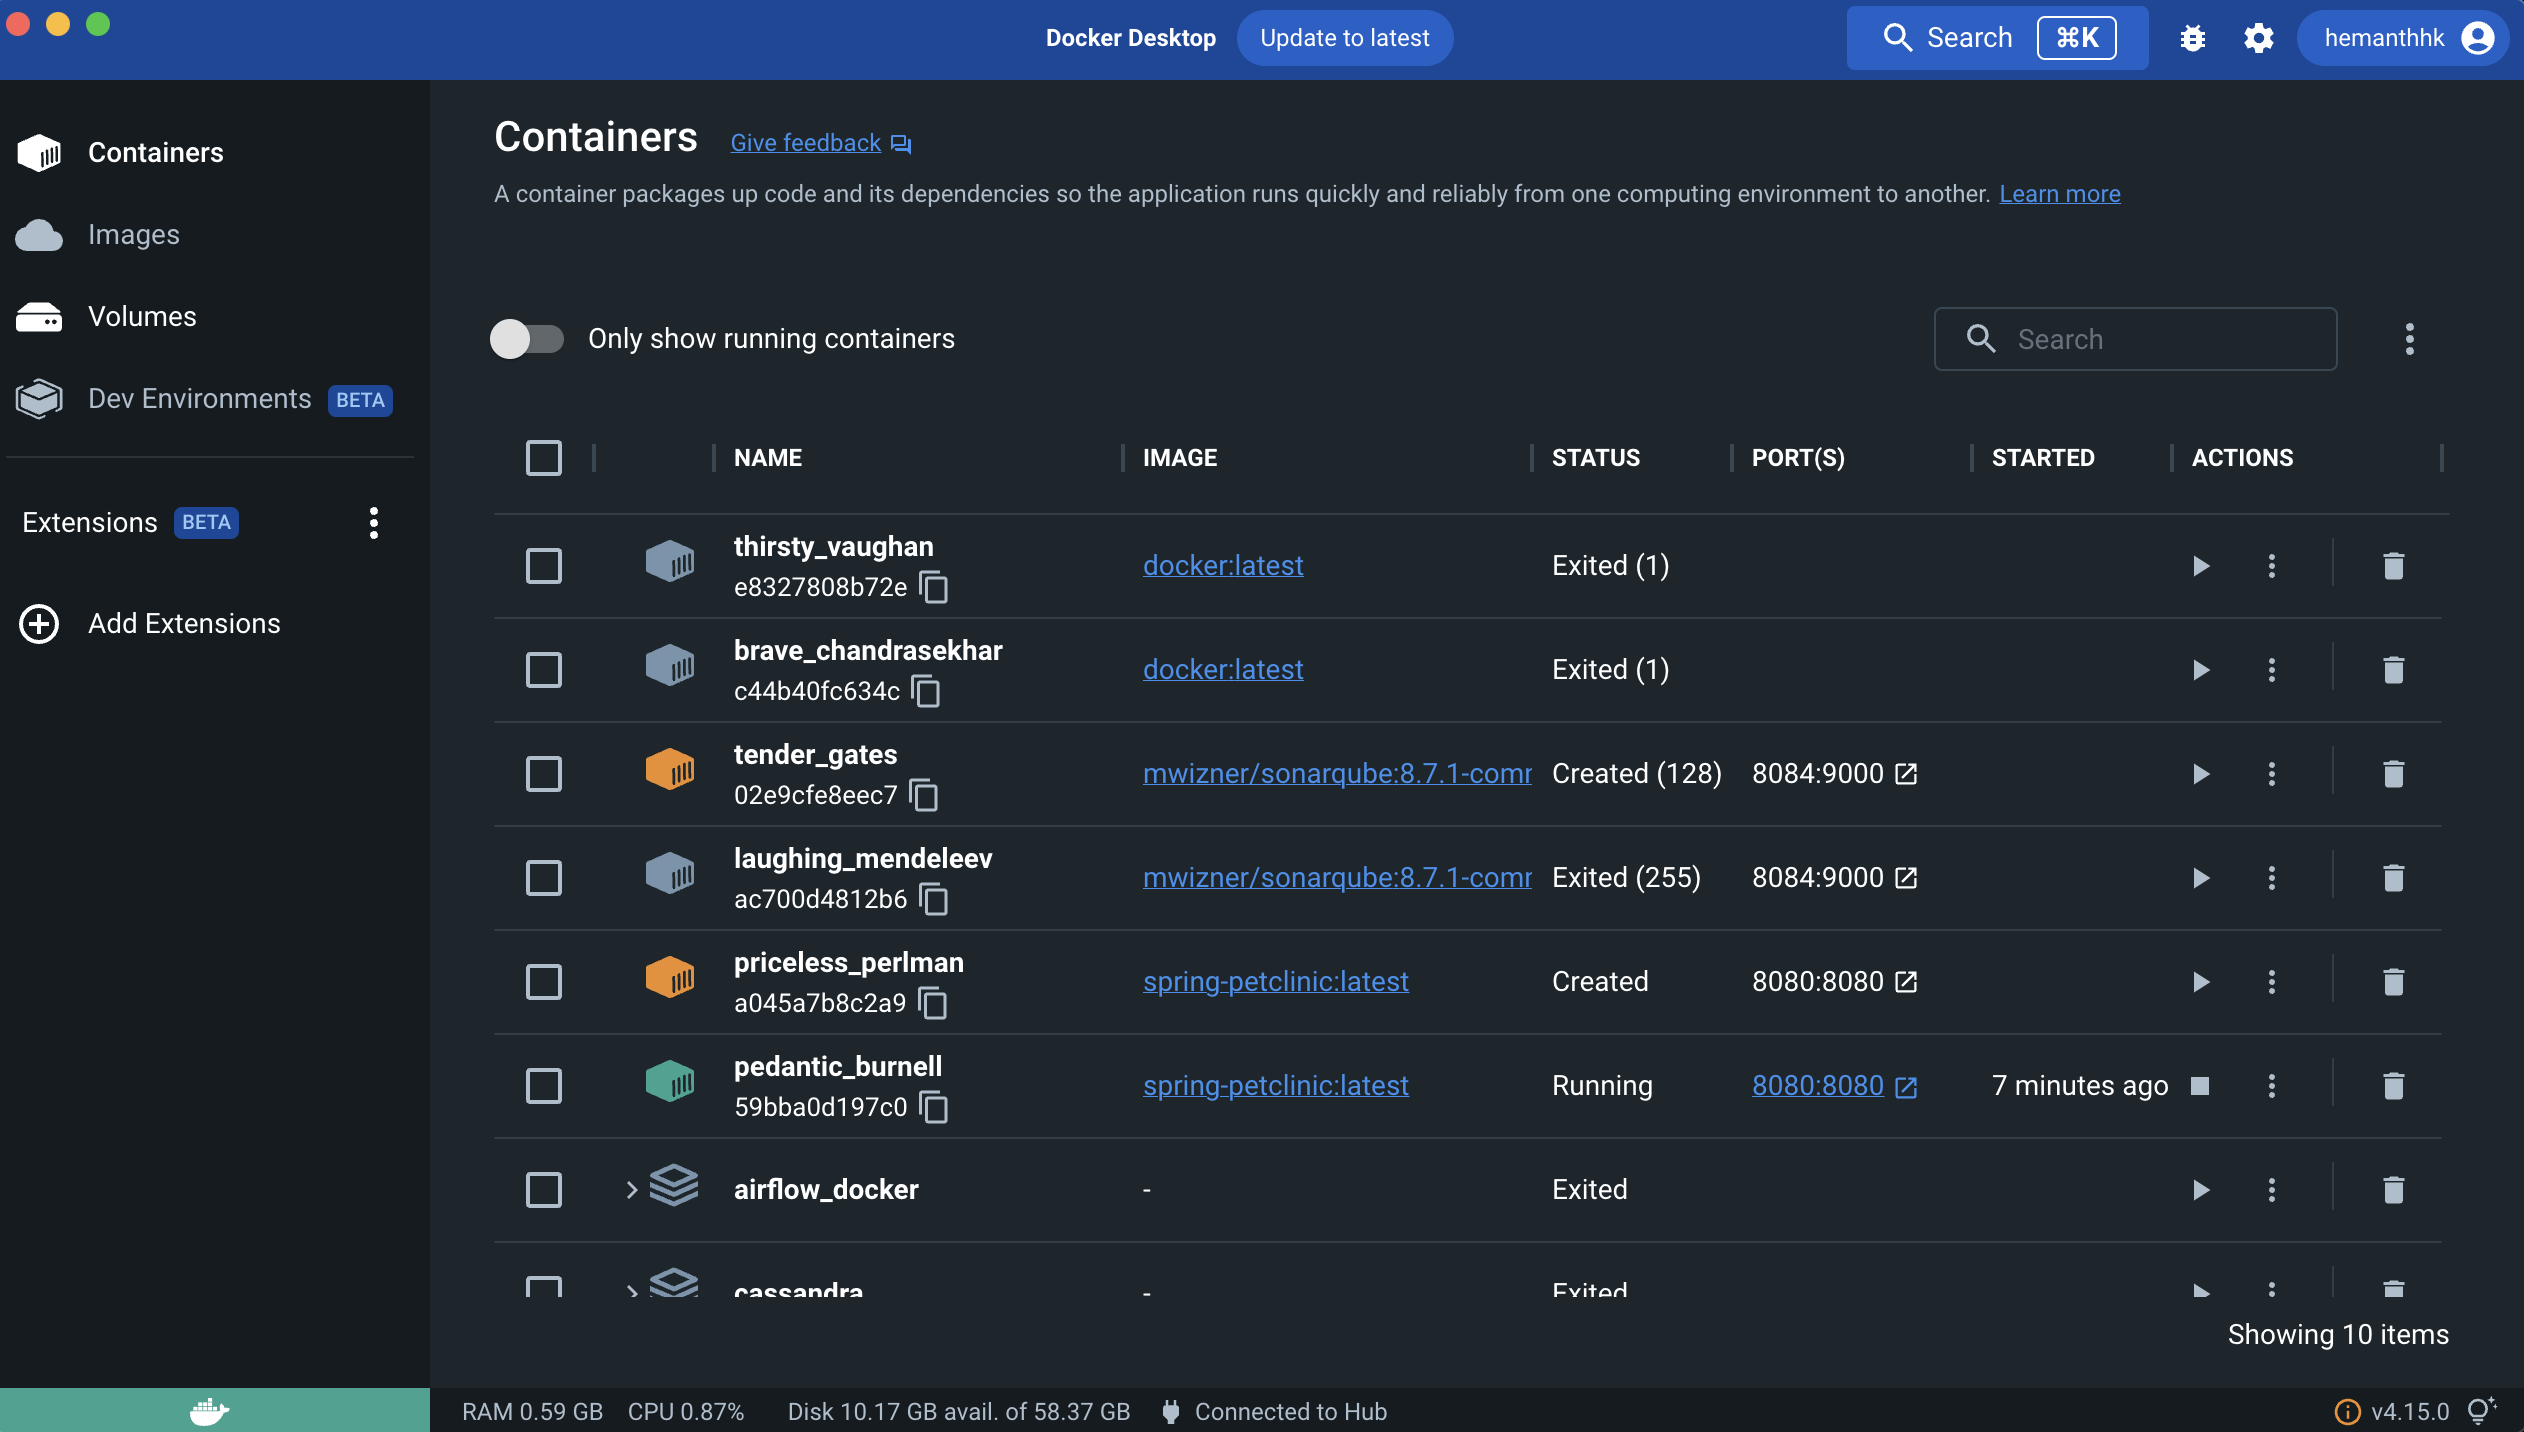 Docker Desktop Update to latest
Search ⌘K
hemanthhk
Containers
Images
Volumes
Dev Environments BETA
Extensions BETA
Add Extensions
Containers Give feedback
A container packages up code and its dependencies so the application runs quickly and reliably from one computing environment to another. Learn more
Only show running containers
Search
NAME IMAGE STATUS PORT(S) STARTED ACTIONS
thirsty_vaughan
e8327808b72e
docker:latest Exited (1)
brave_chandrasekhar
c44b40fc634c
docker:latest Exited (1)
tender_gates
02e9cfe8eec7
mwizner/sonarqube:8.7.1-comm Created (128) 8084:9000
laughing_mendeleev
ac700d4812b6
mwizner/sonarqube:8.7.1-comm Exited (255) 8084:9000
priceless_perlman
a045a7b8c2a9
spring-petclinic:latest Created 8080:8080
pedantic_burnell
59bba0d197c0
spring-petclinic:latest Running 8080:8080 7 minutes ago
airflow_docker - Exited
cassandra - Exited
Showing 10 items
RAM 0.59 GB CPU 0.87% Disk 10.17 GB avail. of 58.37 GB Connected to Hub
v4.15.0